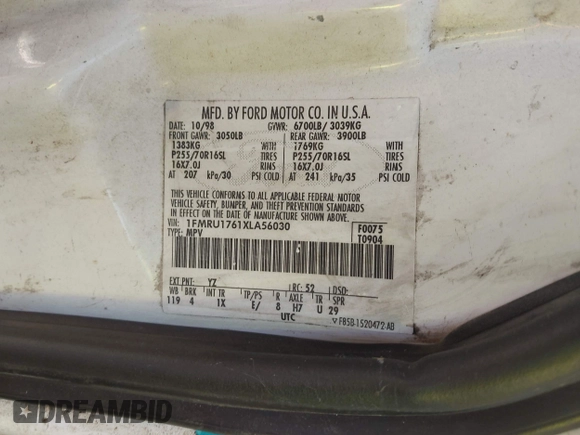 MFD. BY FORD MOTOR CO. IN U.S.A.
DATE: 10/98 GVWR: 6700LB/ 3039KG
FRONT GAWR: 3050LB REAR GAWR: 3900LB
1383KG WITH 1769KG WITH
P255/70R16SL TIRES P255/70R16SL TIRES
16X7.0J RIMS 16X7.0J RIMS
AT 207 kPa/30 PSI COLD AT 241 kPa/35 PSI COLD
THIS VEHICLE CONFORMS TO ALL APPLICABLE FEDERAL MOTOR
VEHICLE SAFETY, BUMPER, AND THEFT PREVENTION STANDARDS
IN EFFECT ON THE DATE OF MANUFACTURE SHOWN ABOVE.
VIN: 1FMRU1761XLA56030 F0075
TYPE: MPV T0904
EXT PNT: YZ RC: 52 DSO:
WB BRK INT TR TP/PS R AXLE TR SPR
119 4 1X E/ 8 H7 U 29
UTC
▽ F85B-1520472-AB
DREAMBID